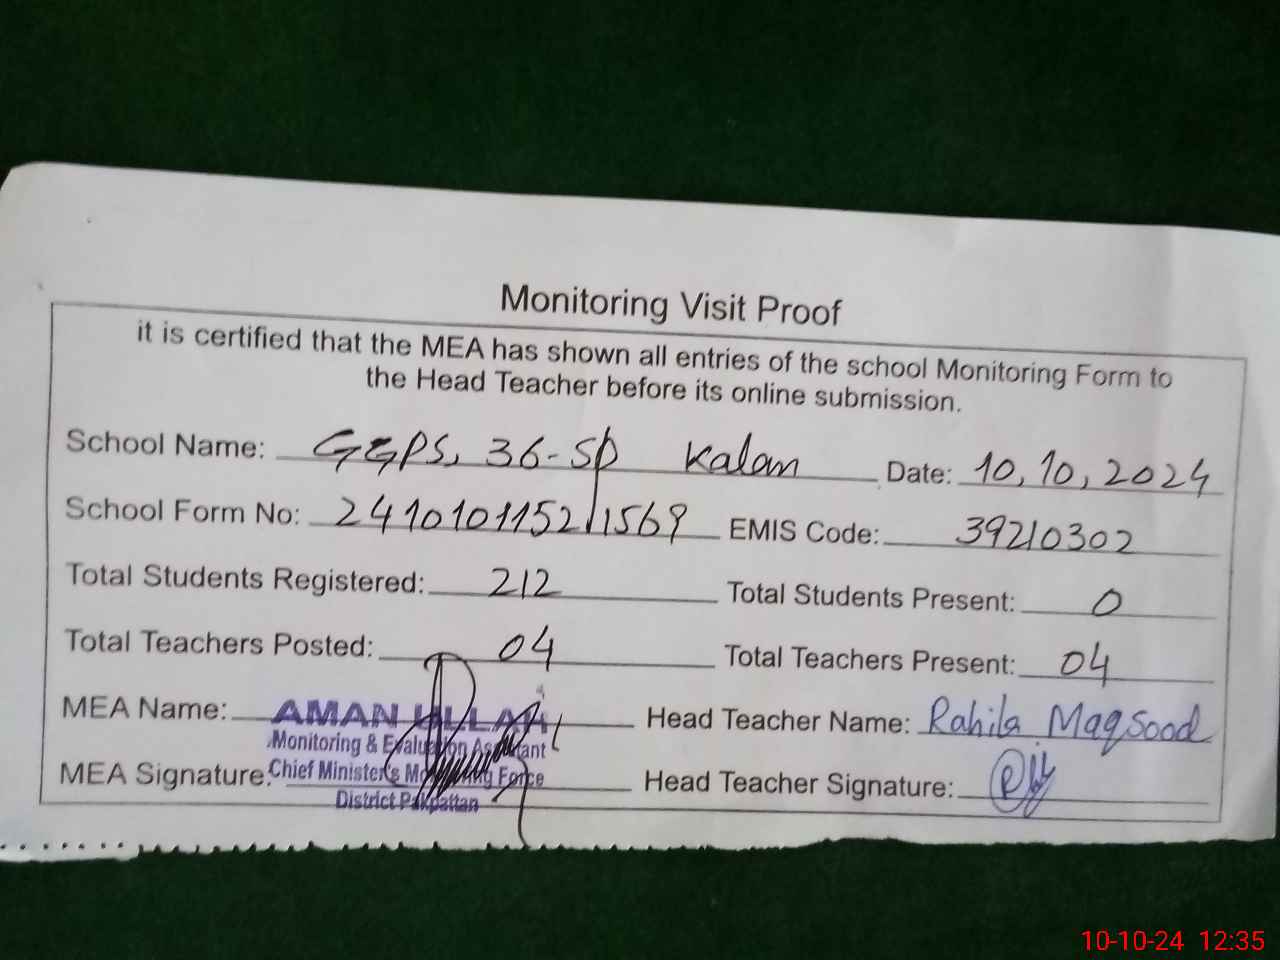 Monitoring Visit Proof
it is certified that the MEA has shown all entries of the school Monitoring Form to
the Head Teacher before its online submission.
School Name: GGPS, 36-SP Kalan Date: 10, 10, 2024
School Form No: 24101011521569 EMIS Code: 39210302
Total Students Registered: 212 Total Students Present: 0
Total Teachers Posted: 04 Total Teachers Present: 04
MEA Name: AMAN ULLAH Head Teacher Name: Rahila Maqsood
Monitoring & Evaluation Assistant
MEA Signature: Chief Minister's Monitoring Force Head Teacher Signature:
District Pakpattan
10-10-24 12:35